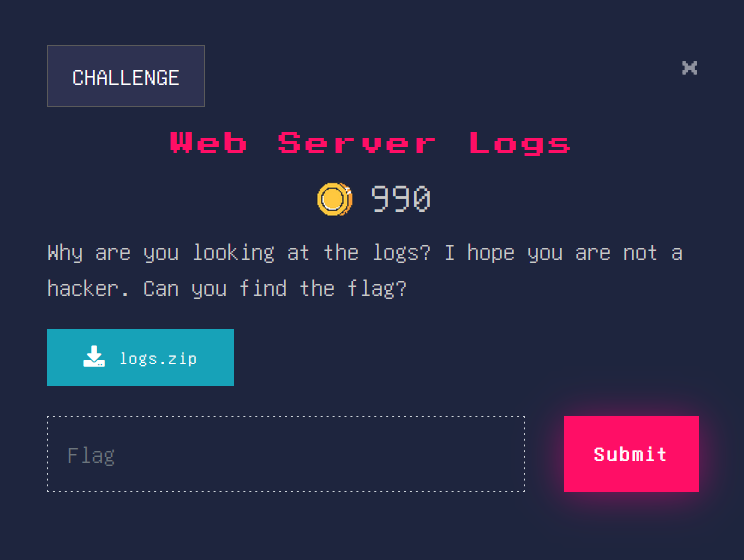 CHALLENGE
×
Web Server Logs
990
Why are you looking at the logs? I hope you are not a
hacker. Can you find the flag?
logs.zip
Flag
Submit